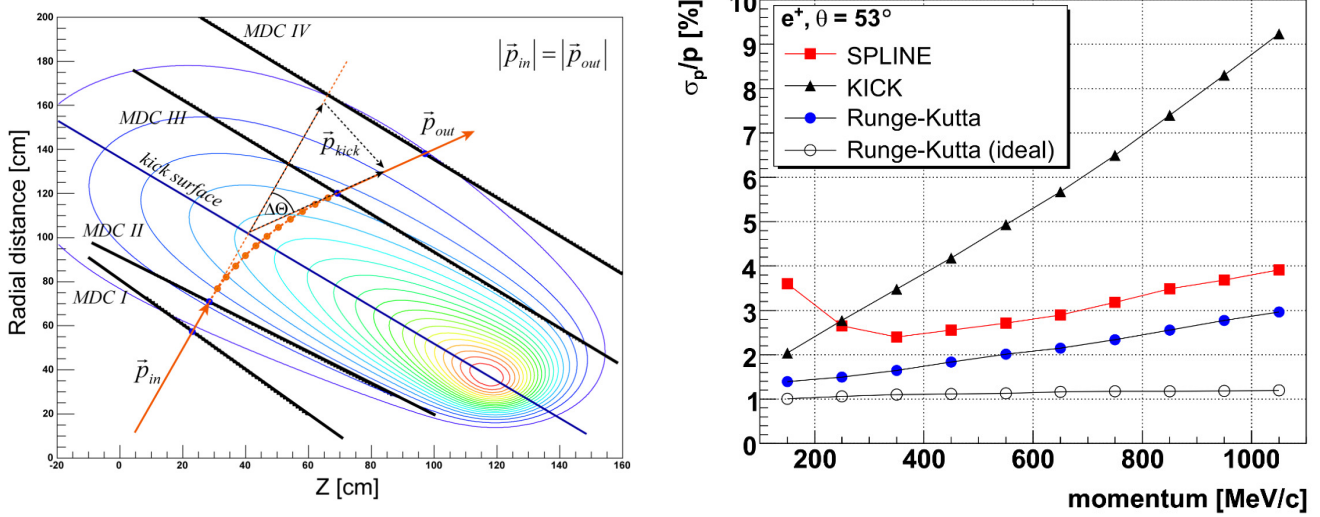 200
180
160
140
120
100
80
60
40
20
0
-20 0 20 40 60 80 100 120 140 160
Radial distance [cm]
Z [cm]
MDC IV
MDC III
kick surface
MDC II
MDC I
|p⃗in| = |p⃗out|
p⃗out
p⃗kick
ΔΘ
p⃗in
10
9
8
7
6
5
4
3
2
1
0
σp/p [%]
e+, θ = 53°
SPLINE
KICK
Runge-Kutta
Runge-Kutta (ideal)
200 400 600 800 1000
momentum [MeV/c]